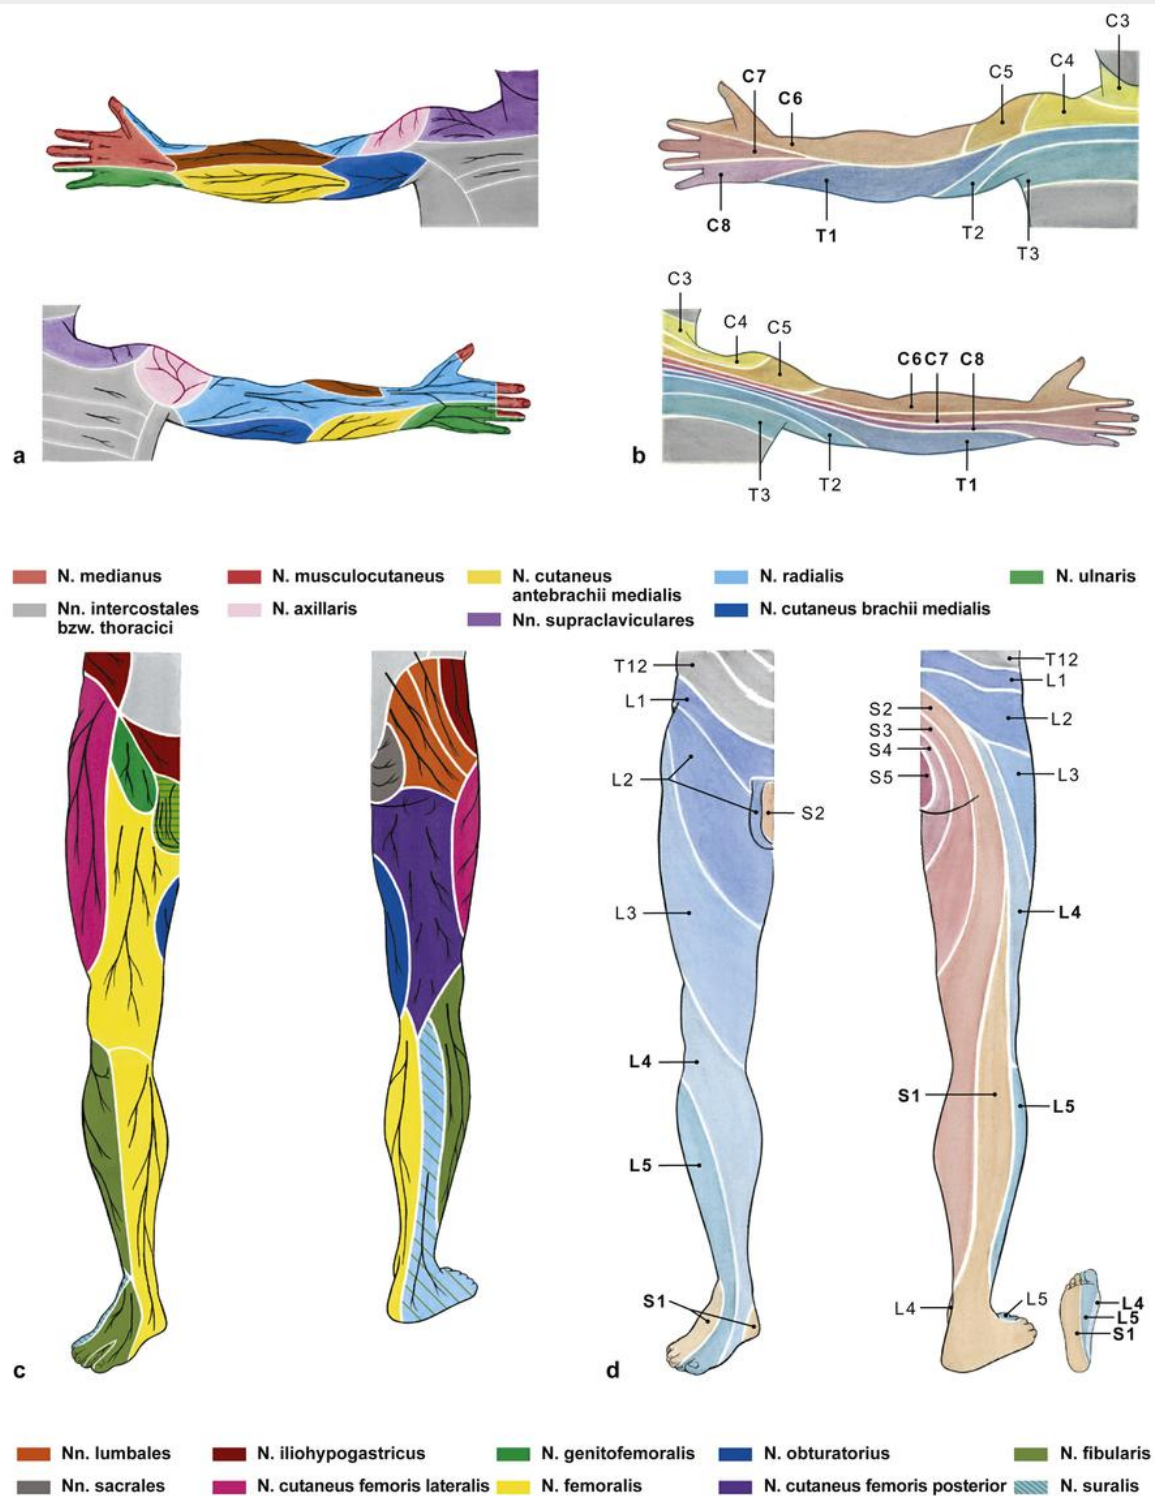 C3
C4
C5
C7
C6
C8
T1
T2
T3
C3
C4
C5
C6 C7 C8
T3
T2
T1
a
b
N. medianus
N. musculocutaneus
N. cutaneus
antebrachii medialis
N. radialis
N. ulnaris
Nn. intercostales
bzw. thoracici
N. axillaris
Nn. supraclaviculares
N. cutaneus brachii medialis
T12
L1
L2
S2
L3
L4
L5
S1
T12
L1
S2
L2
S3
S4
L3
S5
L4
S1
L5
L4
L5
L4
L5
S1
c
d
Nn. lumbales
N. iliohypogastricus
N. genitofemoralis
N. obturatorius
N. fibularis
Nn. sacrales
N. cutaneus femoris lateralis
N. femoralis
N. cutaneus femoris posterior
N. suralis